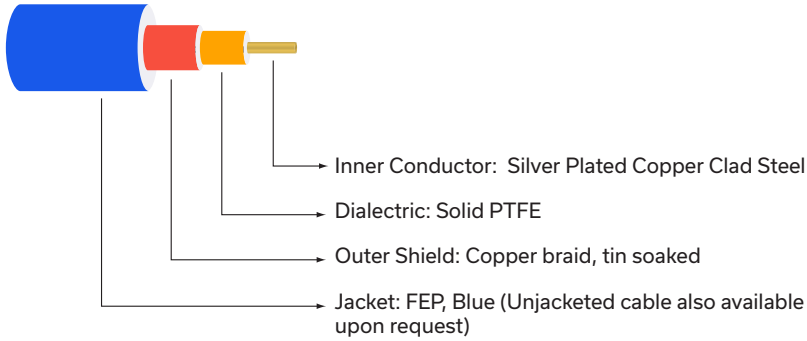 Inner Conductor:  Silver Plated Copper Clad Steel
Dialectric: Solid PTFE
Outer Shield: Copper braid, tin soaked
Jacket: FEP, Blue (Unjacketed cable also available
upon request)